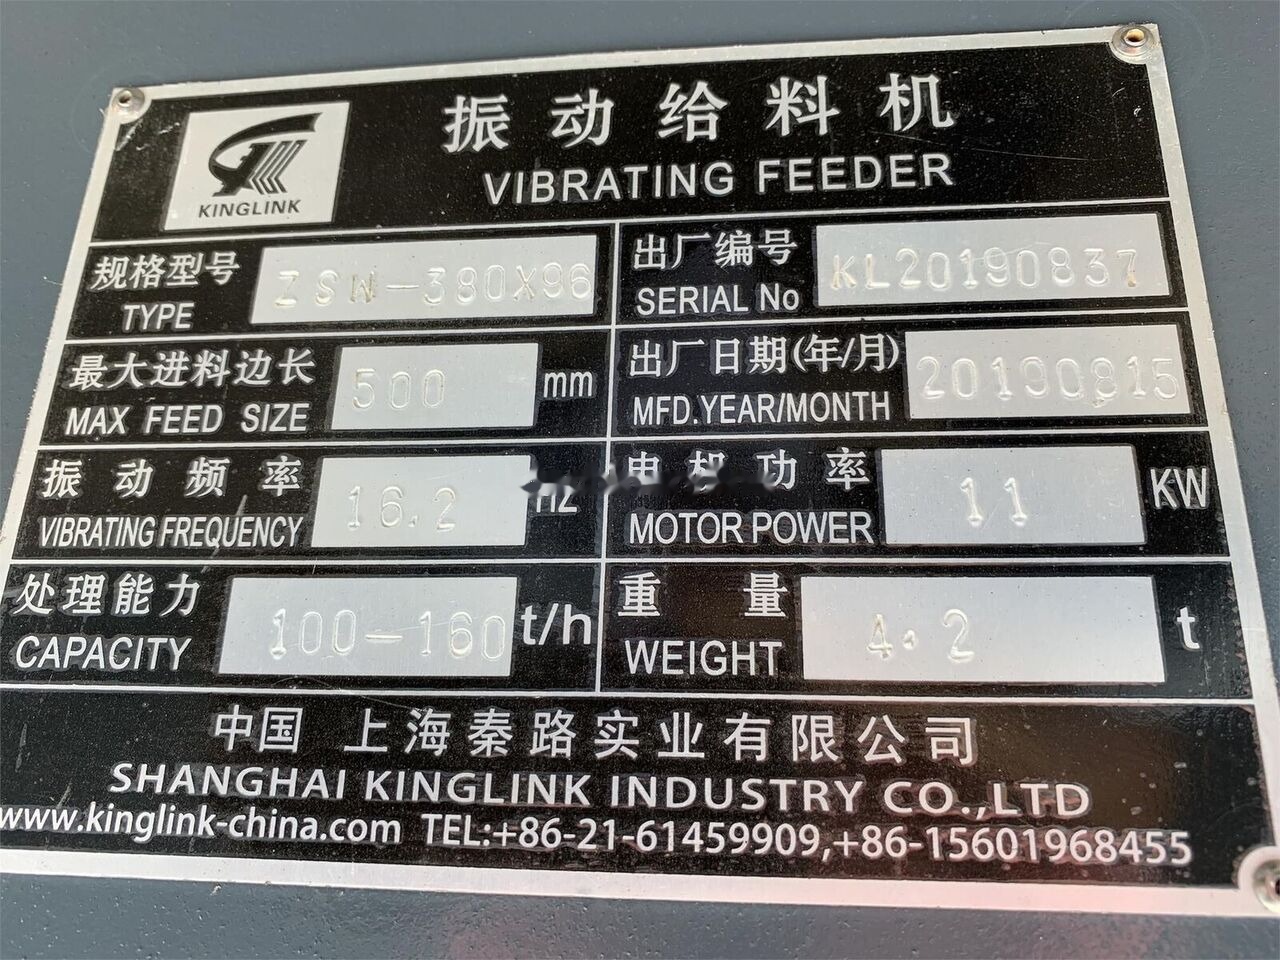 KINGLINK
振动给料机
VIBRATING FEEDER
规格型号 ZSW-380X96
TYPE
出厂编号 KL20190837
SERIAL No
最大进料边长 500 mm
MAX FEED SIZE
出厂日期(年/月) 20190815
MFD.YEAR/MONTH
振动频率 16.2 HZ
VIBRATING FREQUENCY
电机功率 11 KW
MOTOR POWER
处理能力 100-160 t/h
CAPACITY
重量 4.2 t
WEIGHT
中国 上海秦路实业有限公司
SHANGHAI KINGLINK INDUSTRY CO.,LTD
www.kinglink-china.com TEL:+86-21-61459909,+86-15601968455